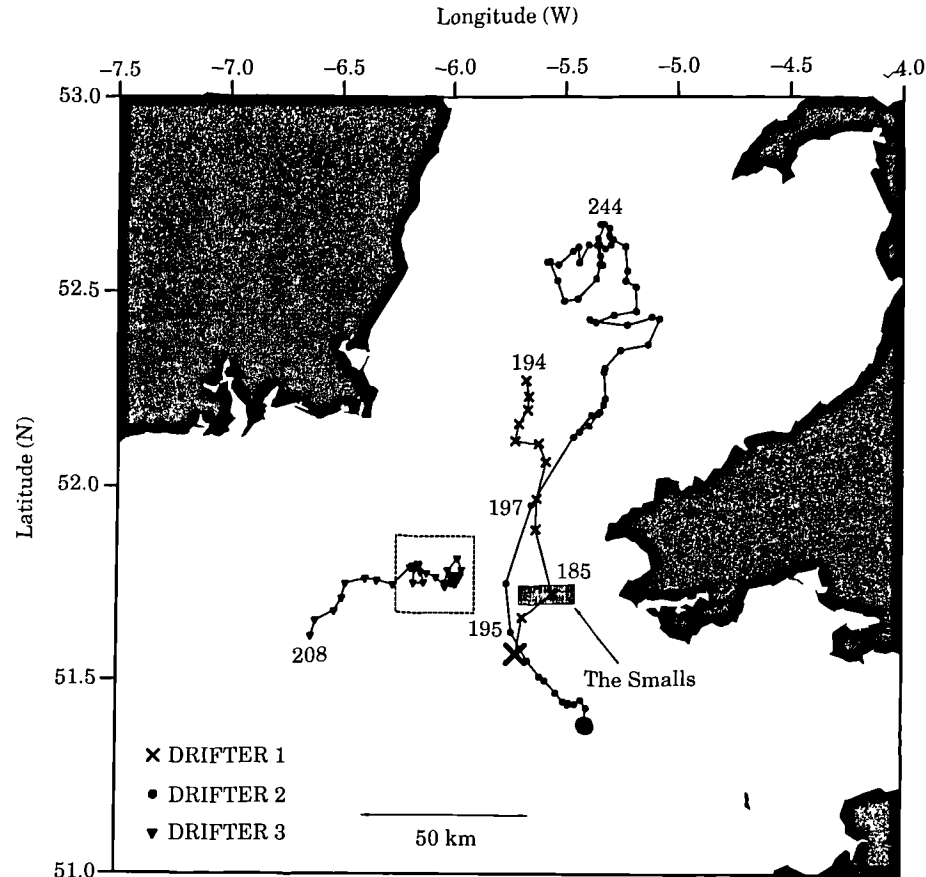 Longitude (W)
-7.5 -7.0 -6.5 -6.0 -5.5 -5.0 -4.5 -4.0
53.0
244
52.5
194
Latitude (N)
52.0
197
185
195
208
51.5
The Smalls
× DRIFTER 1
• DRIFTER 2
▼ DRIFTER 3
50 km
51.0